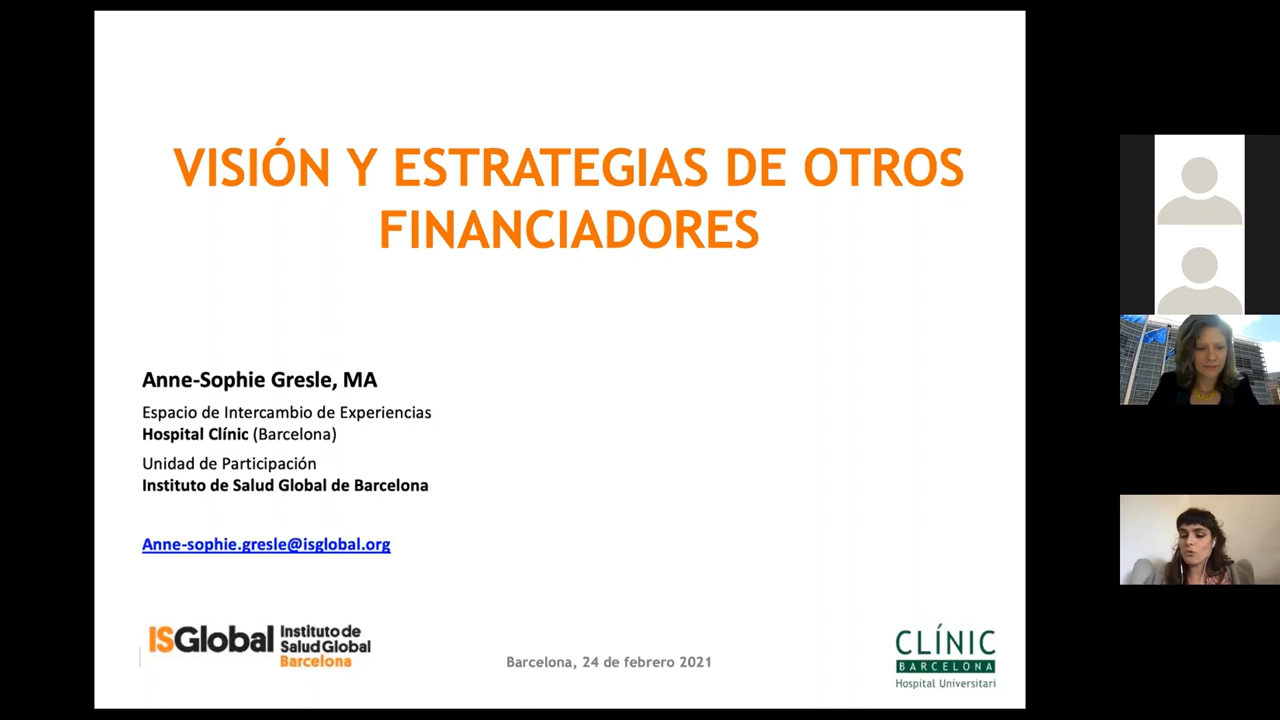 VISIÓN Y ESTRATEGIAS DE OTROS
FINANCIADORES
Anne-Sophie Gresle, MA
Espacio de Intercambio de Experiencias
Hospital Clínic (Barcelona)
Unidad de Participación
Instituto de Salud Global de Barcelona
Anne-sophie.gresle@isglobal.org
ISGlobal
Instituto de
Salud Global
Barcelona
Barcelona, 24 de febrero 2021
CLÍNIC
BARCELONA
Hospital Universitari